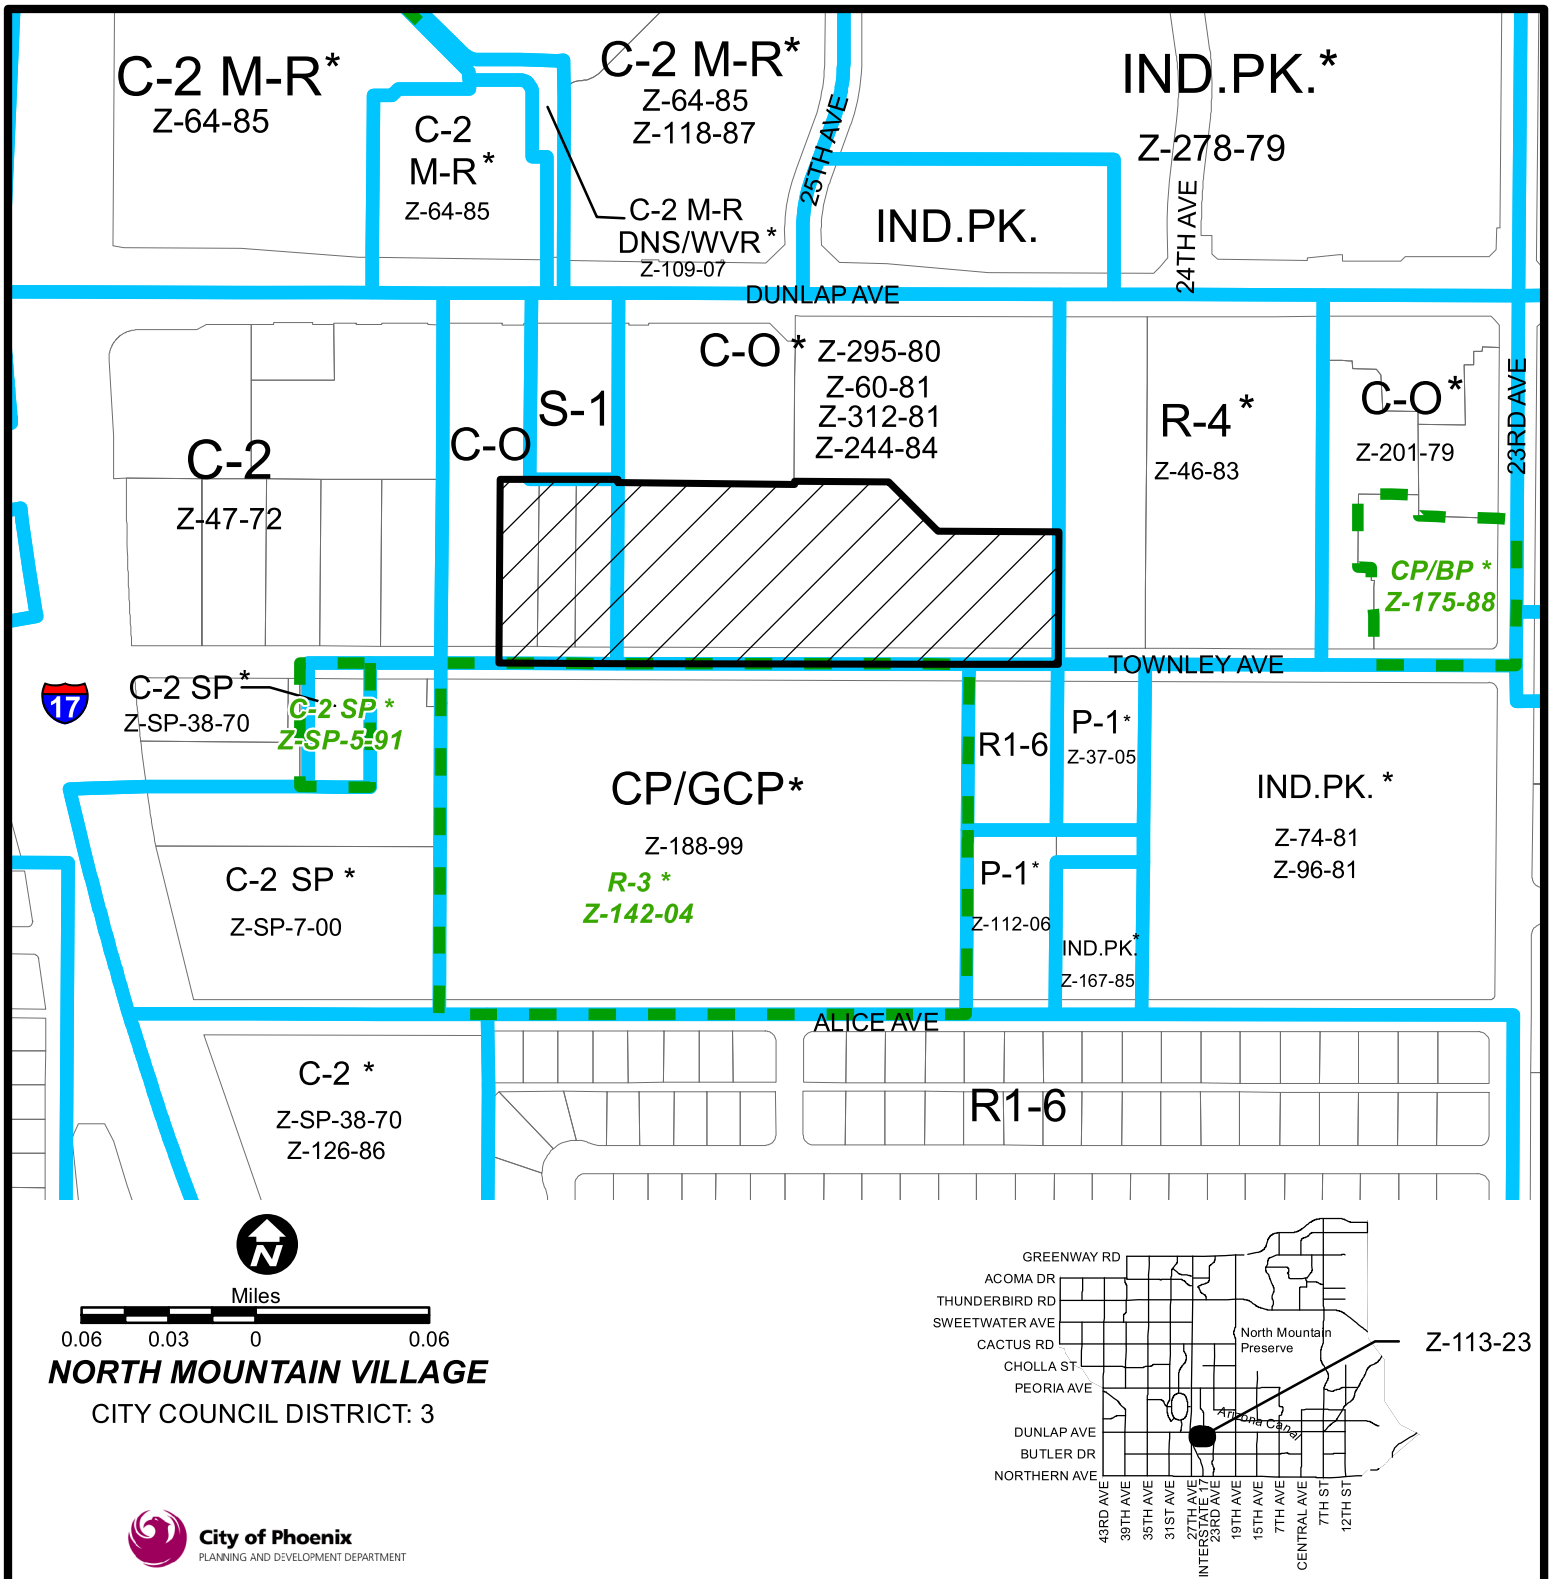 C-2 M-R*
Z-64-85
C-2
M-R*
Z-64-85
C-2 M-R*
Z-64-85
Z-118-87
C-2 M-R
DNS/WVR*
Z-109-07
25TH AVE
IND.PK.*
Z-278-79
IND.PK.
24TH AVE
DUNLAP AVE
C-2
Z-47-72
C-O
S-1
C-O*
Z-295-80
Z-60-81
Z-312-81
Z-244-84
R-4*
Z-46-83
C-O*
Z-201-79
23RD AVE
CP/BP *
Z-175-88
TOWNLEY AVE
17
C-2 SP*
Z-SP-38-70
C-2 SP *
Z-SP-5-91
CP/GCP*
Z-188-99
R-3 *
Z-142-04
R1-6
P-1*
Z-37-05
IND.PK. *
Z-74-81
Z-96-81
C-2 SP *
Z-SP-7-00
P-1*
Z-112-06
IND.PK.*
Z-167-85
ALICE AVE
C-2 *
Z-SP-38-70
Z-126-86
R1-6
N
Miles
0.06 0.03 0 0.06
NORTH MOUNTAIN VILLAGE
CITY COUNCIL DISTRICT: 3
City of Phoenix
PLANNING AND DEVELOPMENT DEPARTMENT
GREENWAY RD
ACOMA DR
THUNDERBIRD RD
SWEETWATER AVE
CACTUS RD
CHOLLA ST
PEORIA AVE
DUNLAP AVE
BUTLER DR
NORTHERN AVE
North Mountain
Preserve
Arizona Canal
Z-113-23
43RD AVE
39TH AVE
35TH AVE
31ST AVE
27TH AVE
INTERSTATE 17
23RD AVE
19TH AVE
15TH AVE
7TH AVE
CENTRAL AVE
7TH ST
12TH ST